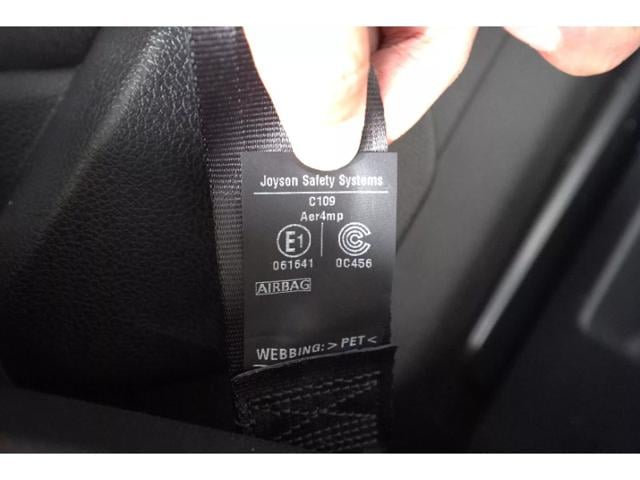 Joyson Safety Systems
C109
Aer4mp
E1
061641 0C456
AIRBAG
WEBBING: > PET <